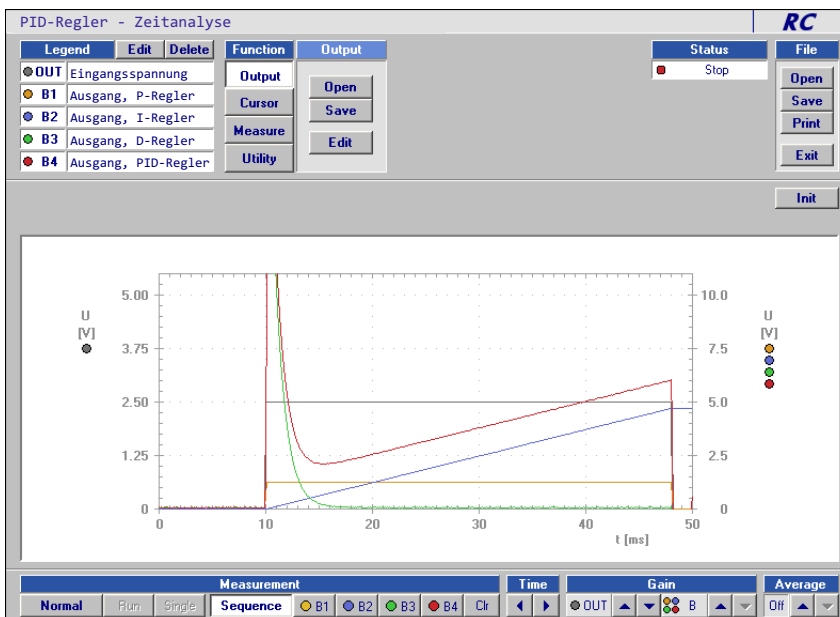 PID-Regler - Zeitanalyse RC
Legend Edit Delete Function Output Status File
OUT Eingangsspannung Output Stop Open
B1 Ausgang, P-Regler Cursor Open Save
B2 Ausgang, I-Regler Measure Save Print
B3 Ausgang, D-Regler Utility Edit Exit
B4 Ausgang, PID-Regler
Init
5.00 10.0
U [V] U [V]
3.75 7.5
2.50 5.0
1.25 2.5
0 0
0 10 20 30 40 50
t [ms]
Measurement Time Gain Average
Normal Run Single Sequence B1 B2 B3 B4 Clr OUT B Off